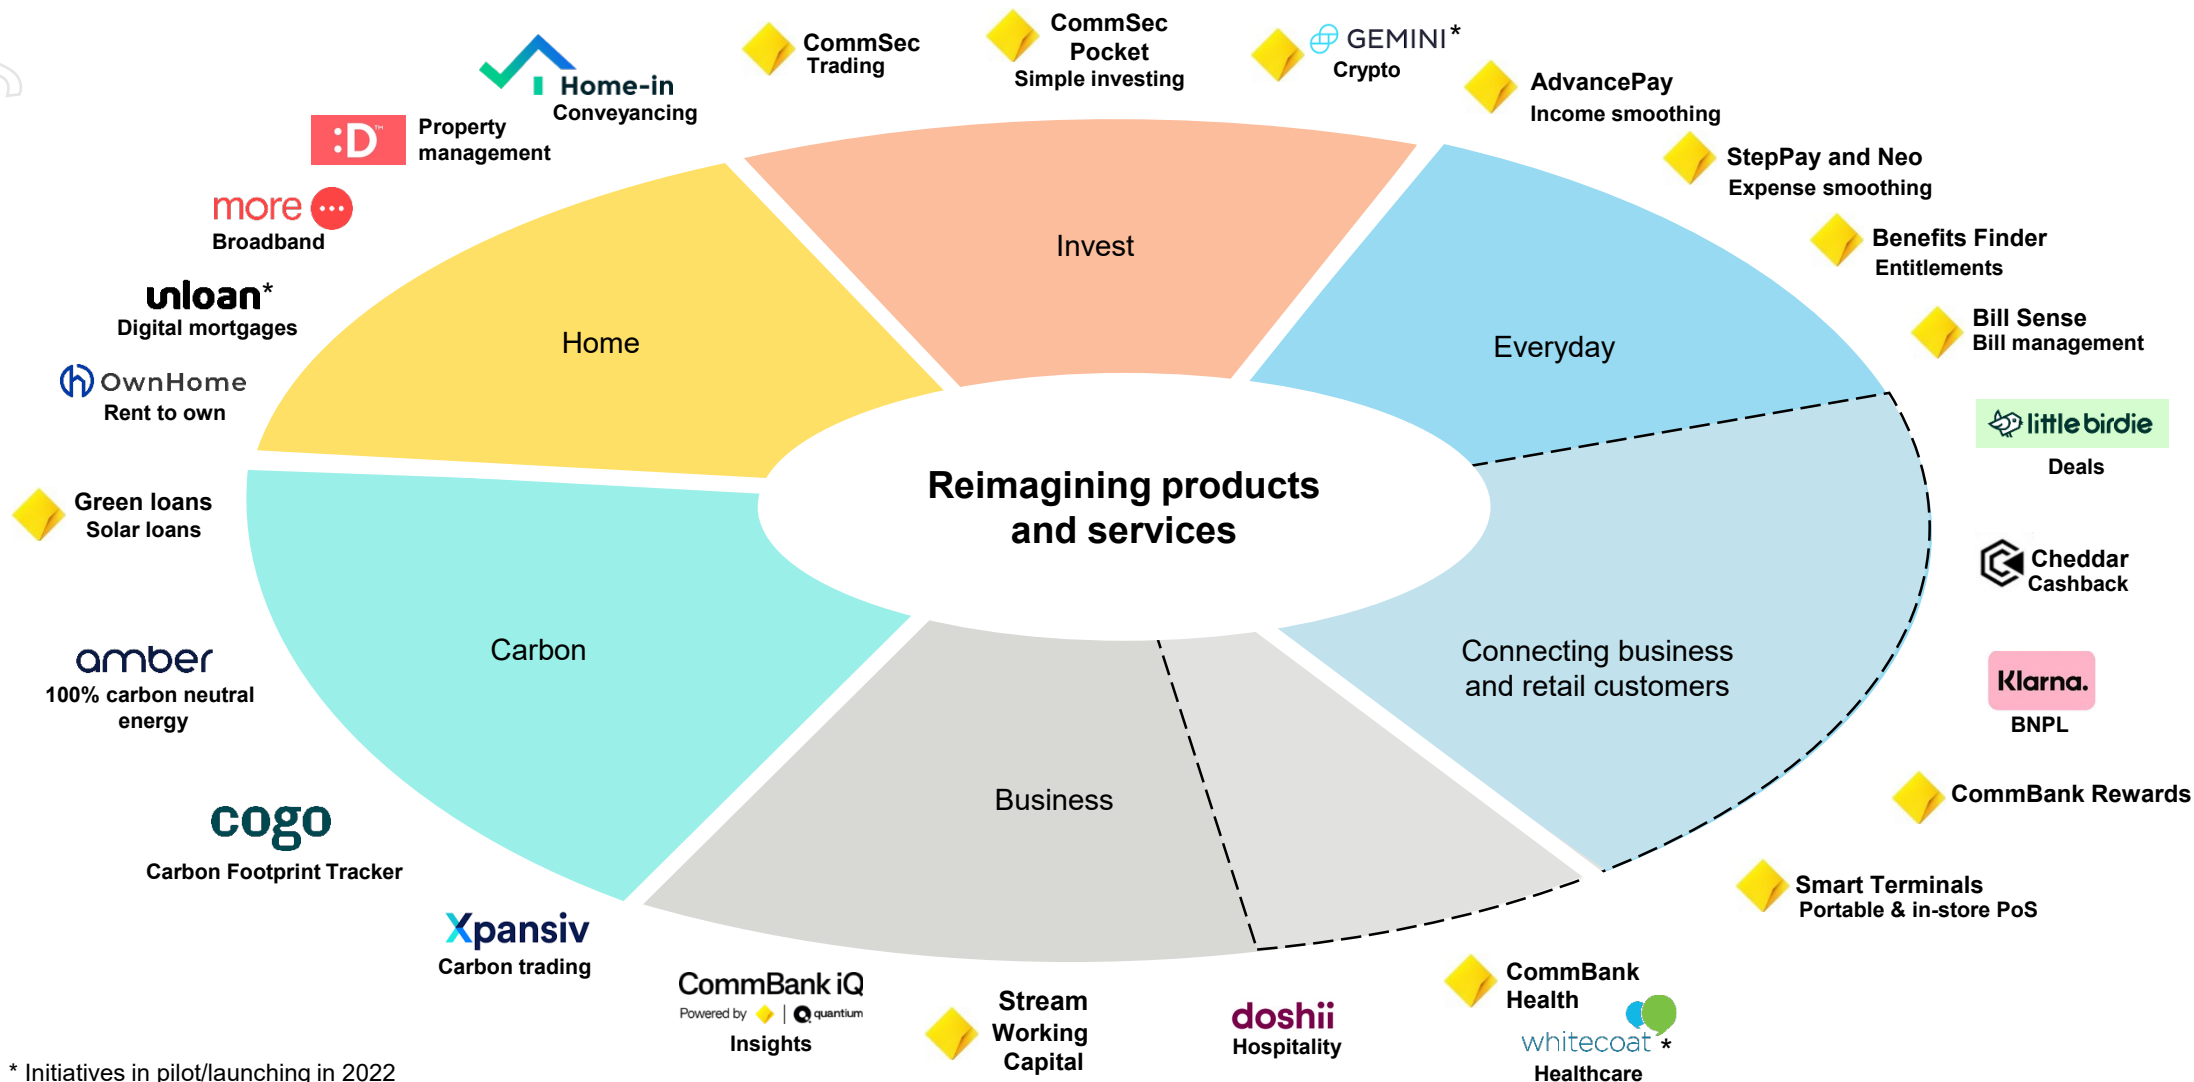 Home-in
Conveyancing
CommSec
Trading
CommSec
Pocket
Simple investing
GEMINI*
Crypto
AdvancePay
Income smoothing
StepPay and Neo
Expense smoothing
Benefits Finder
Entitlements
Bill Sense
Bill management
little birdie
Deals
Cheddar
Cashback
Klarna.
BNPL
CommBank Rewards
Smart Terminals
Portable & in-store PoS
CommBank
Health
whitecoat *
Healthcare
doshii
Hospitality
Stream
Working
Capital
CommBank iQ
Powered by | Q quantium
Insights
Xpansiv
Carbon trading
cogo
Carbon Footprint Tracker
amber
100% carbon neutral
energy
Green loans
Solar loans
OwnHome
Rent to own
unloan*
Digital mortgages
more
Broadband
:D™
Property
management
Invest
Home
Everyday
Reimagining products
and services
Carbon
Connecting business
and retail customers
Business
* Initiatives in pilot/launching in 2022